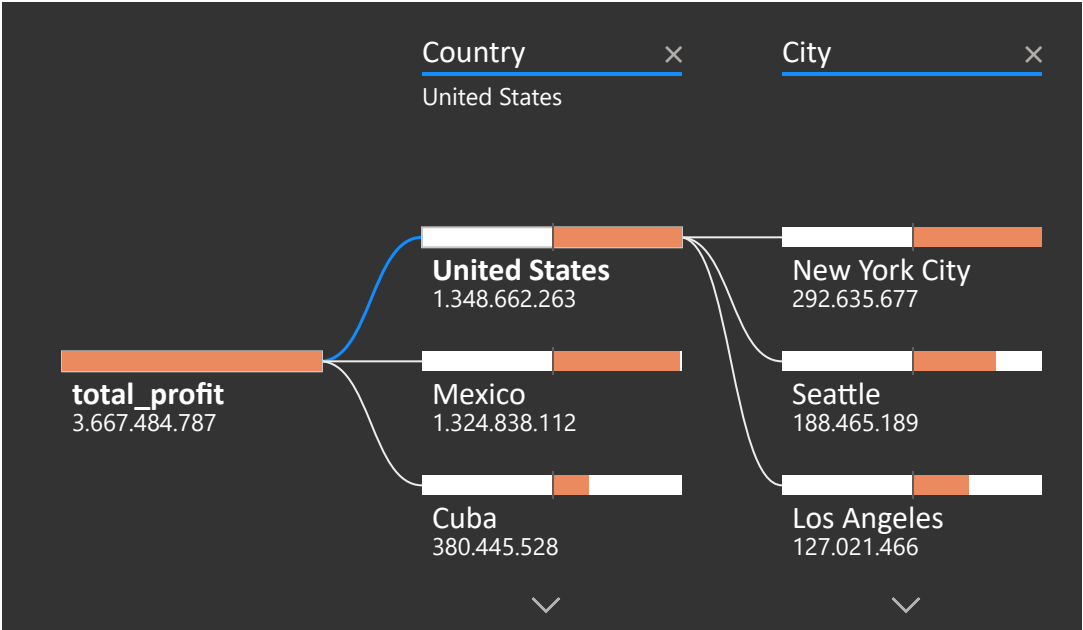 Country
City
United States
United States
1.348.662.263
New York City
292.635.677
total_profit
3.667.484.787
Mexico
1.324.838.112
Seattle
188.465.189
Cuba
380.445.528
Los Angeles
127.021.466